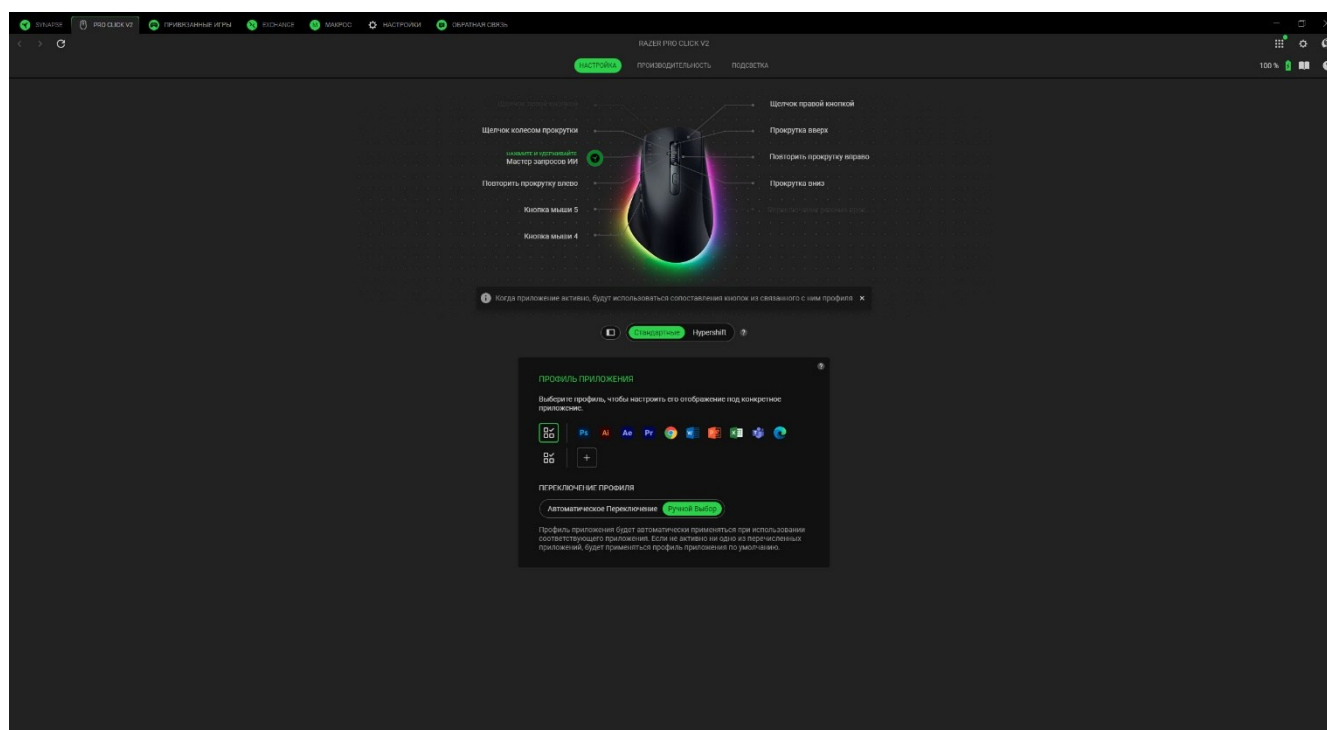 SYNAPSE PRO CLICK V2 ПРИВЯЗАННЫЕ ИГРЫ EXCHANGE МАКРОС НАСТРОЙКИ ОБРАТНАЯ СВЯЗЬ
RAZER PRO CLICK V2
НАСТРОЙКА ПРОИЗВОДИТЕЛЬНОСТЬ ПОДСВЕТКА
100 %
Щелчок правой кнопкой
Щелчок колесом прокрутки
Прокрутка вверх
НАЖМИТЕ И УДЕРЖИВАЙТЕ
Мастер запросов ИИ
Повторить прокрутку вправо
Повторить прокрутку влево
Прокрутка вниз
Кнопка мыши 5
Кнопка мыши 4
Когда приложение активно, будут использоваться сопоставления кнопок из связанного с ним профиля
Стандартные Hypershift ?
?
ПРОФИЛЬ ПРИЛОЖЕНИЯ
Выберите профиль, чтобы настроить его отображение под конкретное
приложение.
Ps Ai Ae Pr
ПЕРЕКЛЮЧЕНИЕ ПРОФИЛЯ
Автоматическое Переключение Ручной Выбор
Профиль приложения будет автоматически применяться при использовании
соответствующего приложения. Если не активно ни одно из перечисленных
приложений, будет применяться профиль приложения по умолчанию.